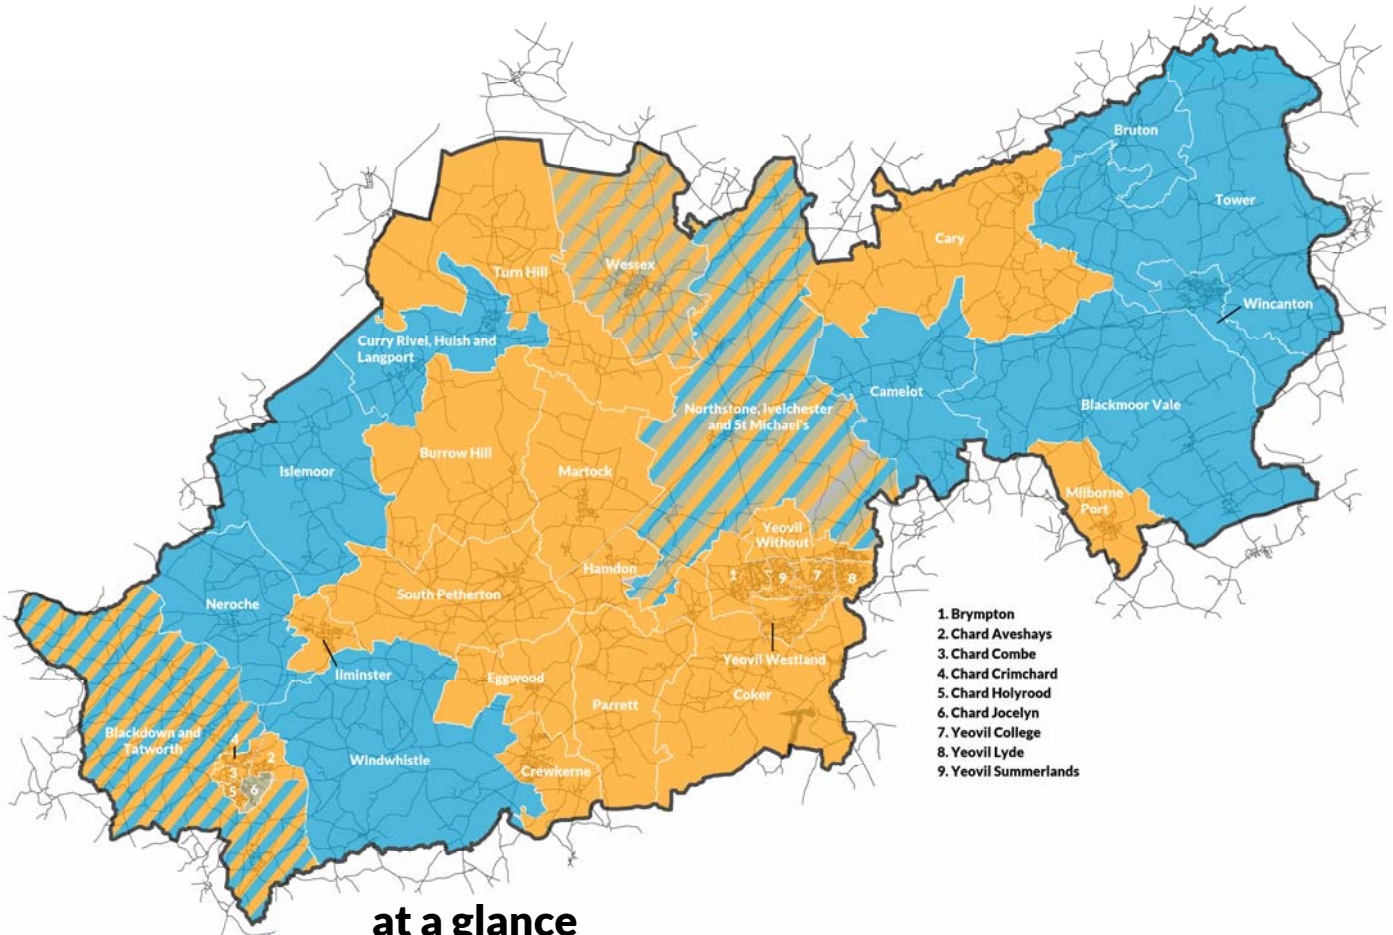 Bruton
Tower
Cary
Wessex
Turn Hill
Wincanton
Curry Rivel, Huish and
Langport
Camelot
Blackmoor Vale
Northstone, Ivelchester
and St Michael's
Burrow Hill
Islemoor
Martock
Milborne
Port
Yeovil
Without
Hamdon
1
5
9
7
8
South Petherton
Neroche
Yeovil Westland
Ilminster
Eggwood
Coker
Parrett
Blackdown and
Tatworth
4
2
3
5
6
Windwhistle
Crewkerne
1. Brympton
2. Chard Aveshays
3. Chard Combe
4. Chard Crimchard
5. Chard Holyrood
6. Chard Jocelyn
7. Yeovil College
8. Yeovil Lyde
9. Yeovil Summerlands
at a glance